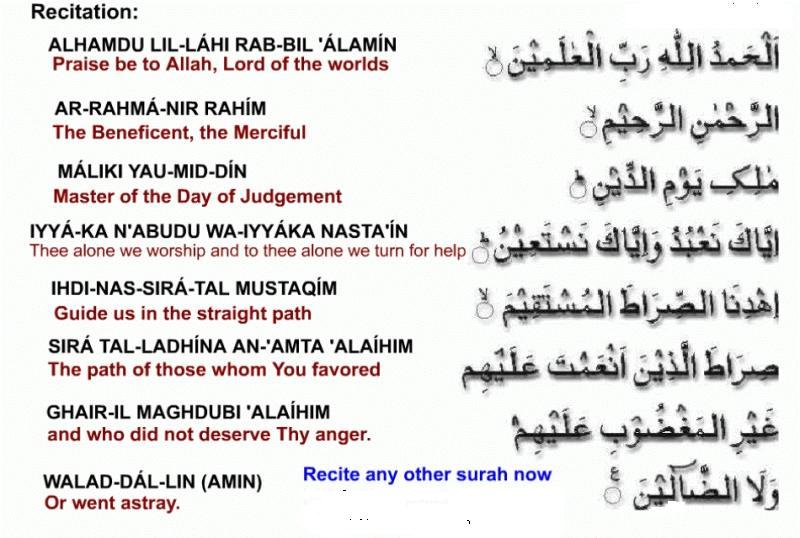 Recitation:
ALHAMDU LIL-LÁHI RAB-BIL 'ÁLAMÍN
Praise be to Allah, Lord of the worlds
اَلْحَمْدُ لِلّٰهِ رَبِّ الْعٰلَمِيْنَ ۙ
AR-RAHMÁ-NIR RAHÍM
The Beneficent, the Merciful
الرَّحْمٰنِ الرَّحِيْمِ ۙ
MÁLIKI YAU-MID-DÍN
Master of the Day of Judgement
مٰلِكِ يَوْمِ الدِّيْنِ ؕ
IYYÁ-KA N'ABUDU WA-IYYÁKA NASTA'ÍN
Thee alone we worship and to thee alone we turn for help
اِيَّاكَ نَعْبُدُ وَاِيَّاكَ نَسْتَعِيْنُ ؕ
IHDI-NAS-SIRÁ-TAL MUSTAQÍM
Guide us in the straight path
اِهْدِنَا الصِّرَاطَ الْمُسْتَقِيْمَ ۙ
SIRÁ TAL-LADHÍNA AN-'AMTA 'ALAÍHIM
The path of those whom You favored
صِرَاطَ الَّذِيْنَ اَنْعَمْتَ عَلَيْهِم
GHAIR-IL MAGHDUBI 'ALAÍHIM
and who did not deserve Thy anger.
غَيْرِ الْمَغْضُوْبِ عَلَيْهِمْ
WALAD-DÁL-LIN (AMIN)
Or went astray.
Recite any other surah now
وَلَا الضَّآلِّيْنَ ۠